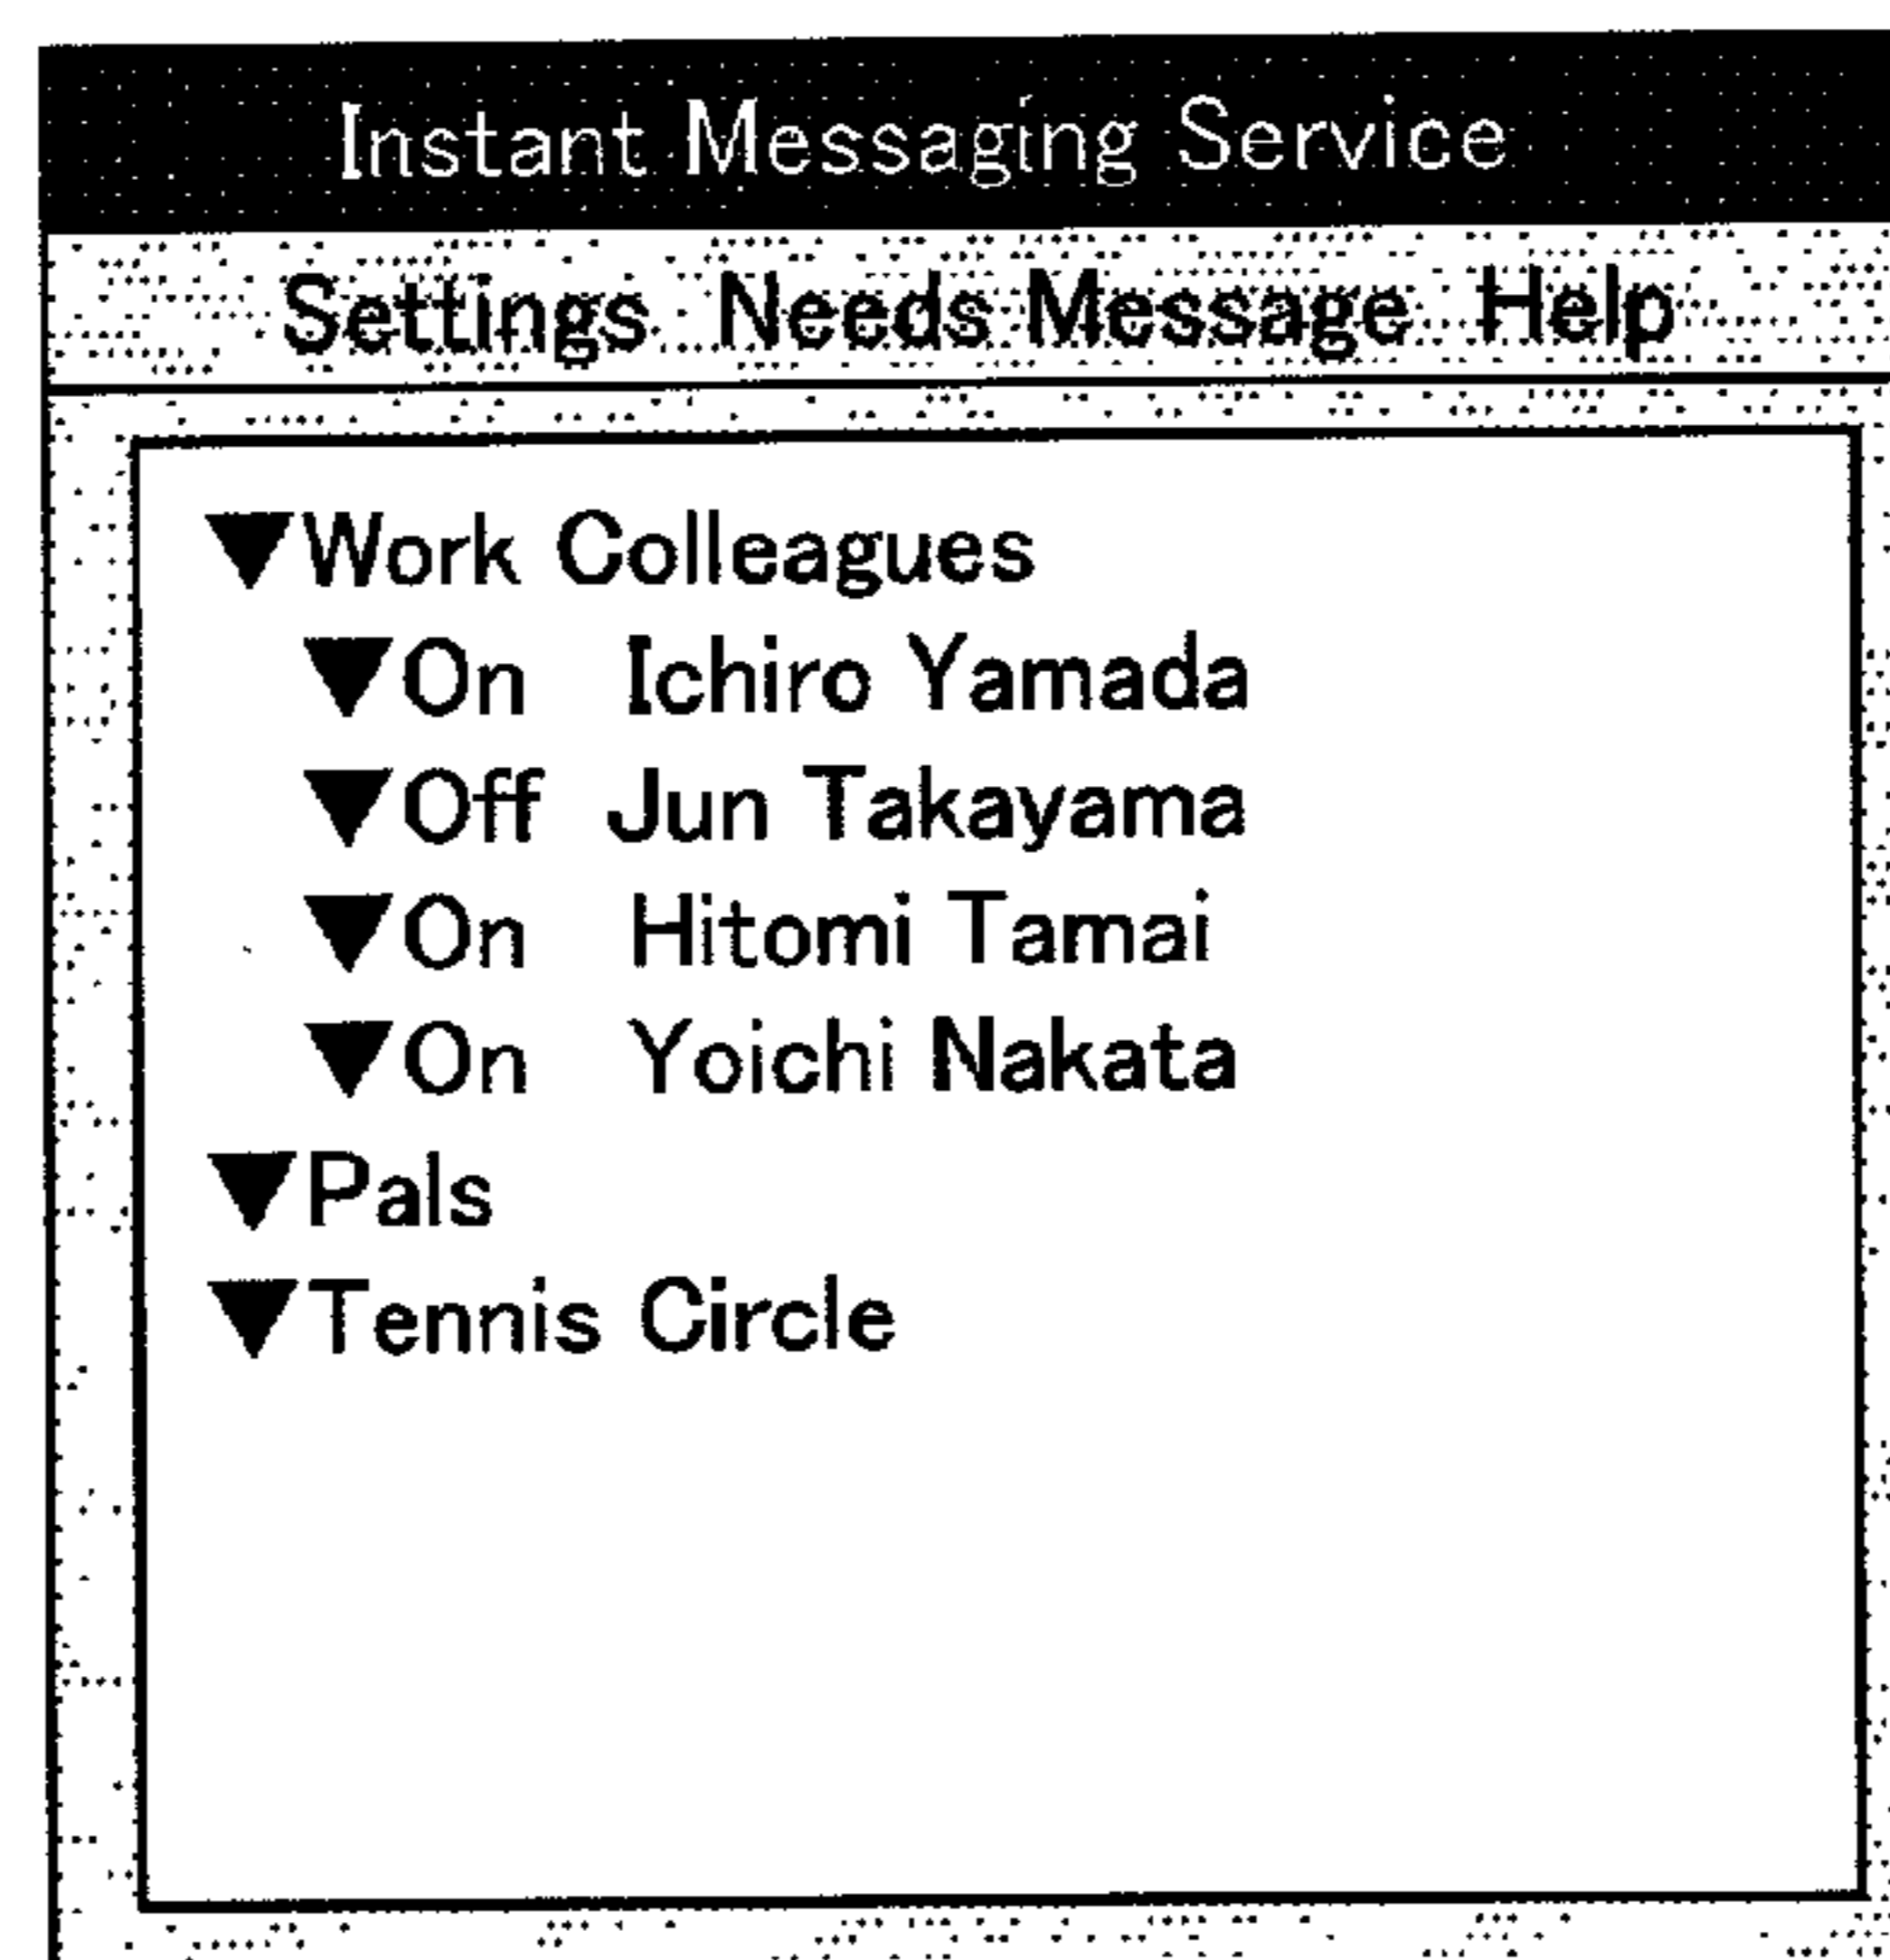 Instant Messaging Service
Settings Needs Message Help
▼Work Colleagues
▼On Ichiro Yamada
▼Off Jun Takayama
▼On Hitomi Tamai
▼On Yoichi Nakata
▼Pals
▼Tennis Circle